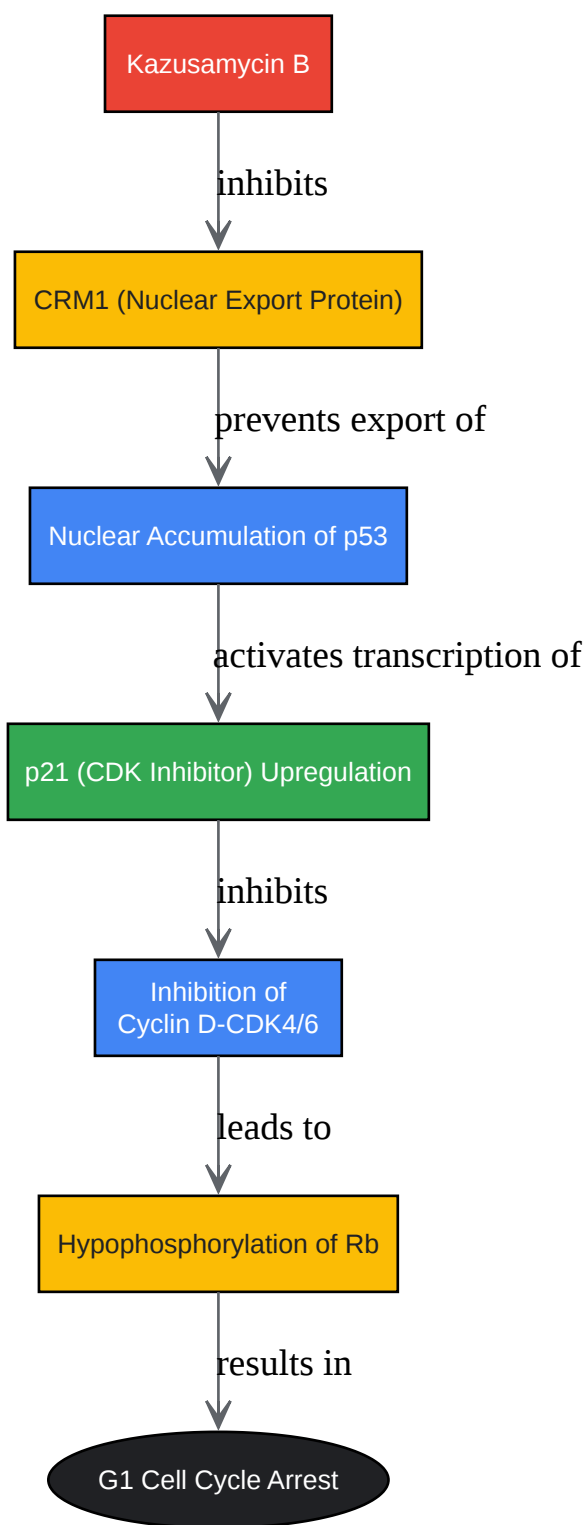 Kazusamycin B
inhibits
CRM1 (Nuclear Export Protein)
prevents export of
Nuclear Accumulation of p53
activates transcription of
p21 (CDK Inhibitor) Upregulation
inhibits
Inhibition of
Cyclin D-CDK4/6
leads to
Hypophosphorylation of Rb
results in
G1 Cell Cycle Arrest